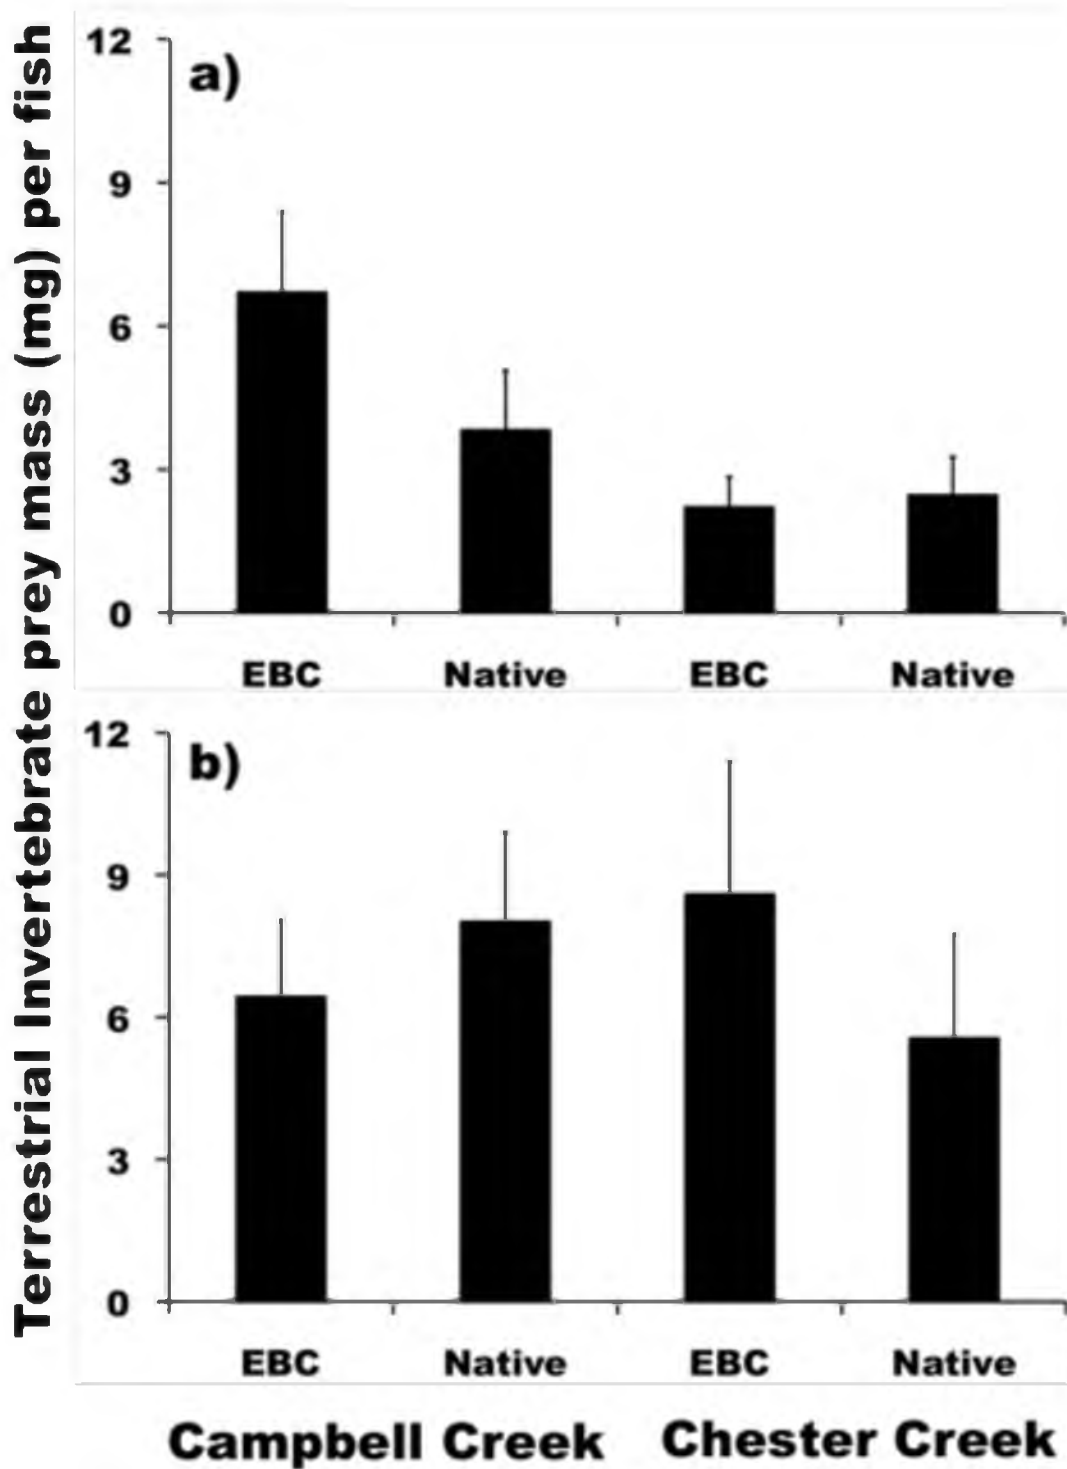 Terrestrial Invertebrate prey mass (mg) per fish
12
a)
9
6
3
0
EBC Native EBC Native
12
b)
9
6
3
0
EBC Native EBC Native
Campbell Creek Chester Creek